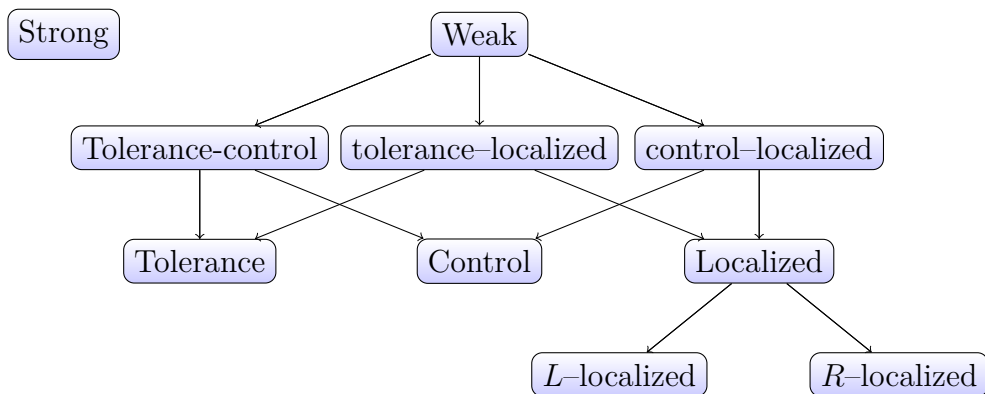 Strong
Weak
Tolerance-control
tolerance–localized
control–localized
Tolerance
Control
Localized
L–localized
R–localized